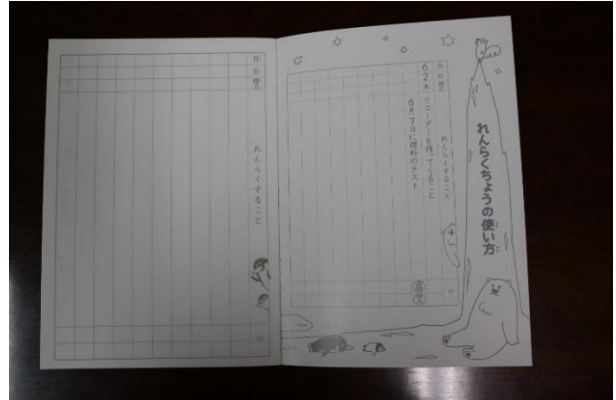 れんらくちょうの使い方
月 日 曜 れんらくすること
6 2 木 リコーダーを持ってくること
6月7日に理科のテスト
月 日 曜 れんらくすること